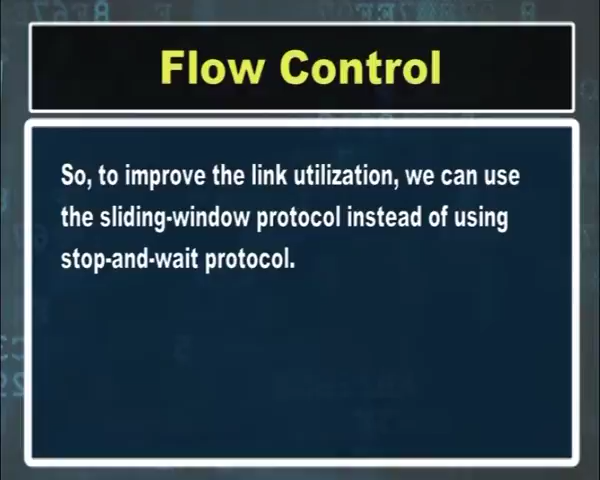 Flow Control
So, to improve the link utilization, we can use
the sliding-window protocol instead of using
stop-and-wait protocol.